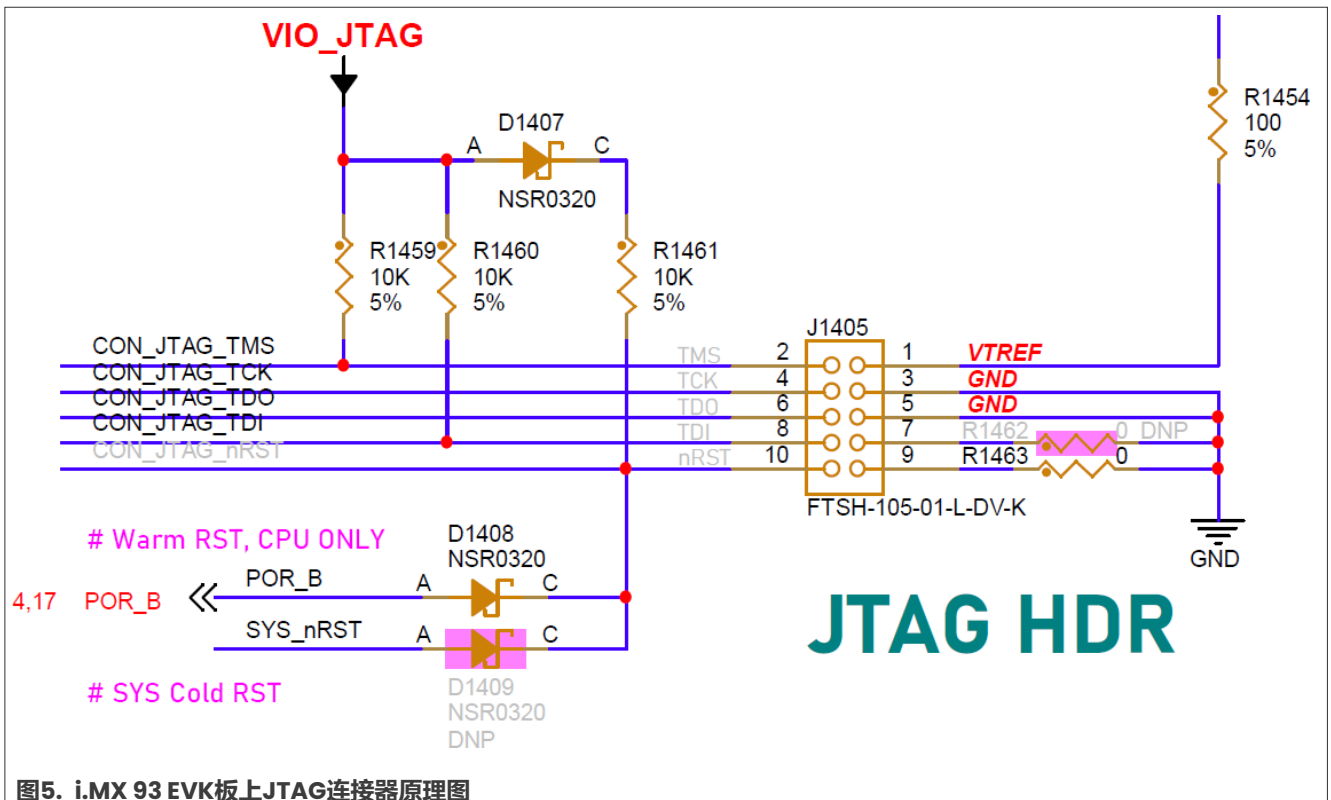 VIO_JTAG
D1407
A C
NSR0320
R1454
100
5%
R1459
10K
5%
R1460
10K
5%
R1461
10K
5%
J1405
CON_JTAG_TMS
CON_JTAG_TCK
CON_JTAG_TDO
CON_JTAG_TDI
CON_JTAG_nRST
TMS 2 1 VTREF
TCK 4 3 GND
TDO 6 5 GND
TDI 8 7 R1462 0 DNP
nRST 10 9 R1463 0
FTSH-105-01-L-DV-K
GND
# Warm RST, CPU ONLY
D1408
NSR0320
4,17 POR_B POR_B A C
SYS_nRST A C
# SYS Cold RST
D1409
NSR0320
DNP
JTAG HDR
图5. i.MX 93 EVK板上JTAG连接器原理图